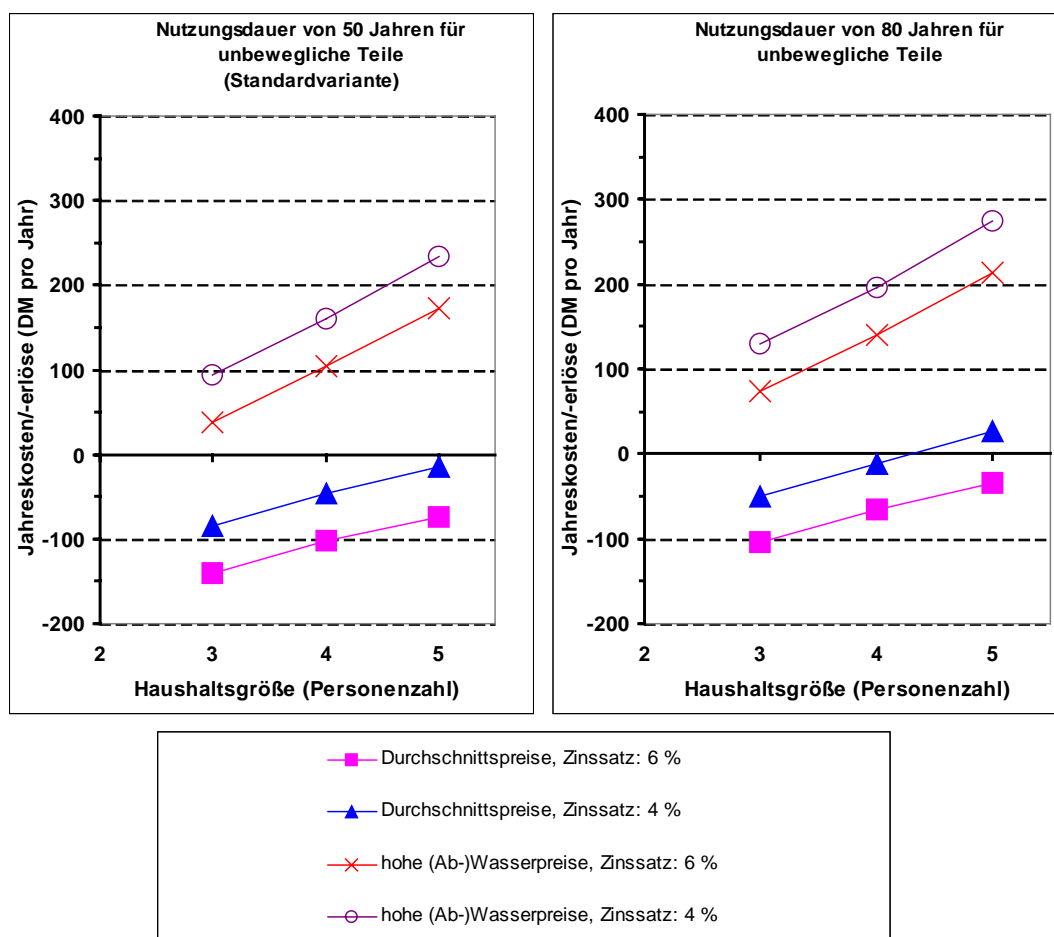 Nutzungsdauer von 50 Jahren für
unbewegliche Teile
(Standardvariante)
400
300
200
100
0
-100
-200
2 3 4 5
Jahreskosten/-erlöse (DM pro Jahr)
Haushaltsgröße (Personenzahl)
Nutzungsdauer von 80 Jahren für
unbewegliche Teile
400
300
200
100
0
-100
-200
2 3 4 5
Jahreskosten/-erlöse (DM pro Jahr)
Haushaltsgröße (Personenzahl)
Durchschnittspreise, Zinssatz: 6 %
Durchschnittspreise, Zinssatz: 4 %
hohe (Ab-)Wasserpreise, Zinssatz: 6 %
hohe (Ab-)Wasserpreise, Zinssatz: 4 %